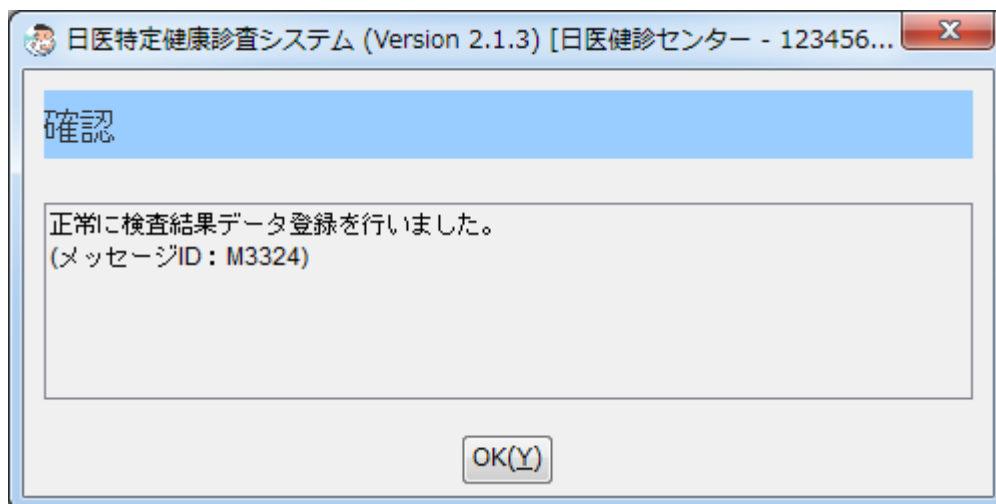 日医特定健康診査システム (Version 2.1.3) [日医健診センター - 123456...
確認
正常に検査結果データ登録を行いました。
(メッセージID：M3324)
OK(Y)